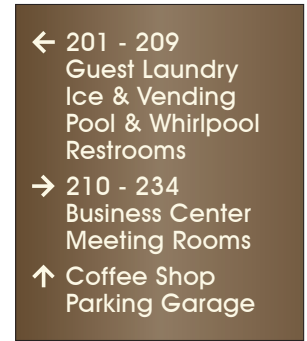 ← 201 - 209
Guest Laundry
Ice & Vending
Pool & Whirlpool
Restrooms
→ 210 - 234
Business Center
Meeting Rooms
↑ Coffee Shop
Parking Garage